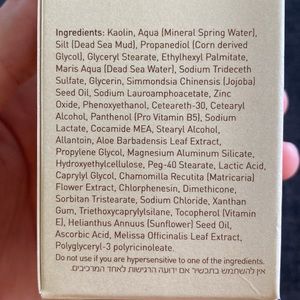 Ingredients: Kaolin, Aqua (Mineral Spring Water),
Silt (Dead Sea Mud), Propanediol (Corn derived
Glycol), Glyceryl Stearate, Ethylhexyl Palmitate,
Maris Aqua (Dead Sea Water), Sodium Trideceth
Sulfate, Glycerin, Simmondsia Chinensis (Jojoba)
Seed Oil, Sodium Lauroamphoacetate, Zinc
Oxide, Phenoxyethanol, Ceteareth-30, Cetearyl
Alcohol, Panthenol (Pro Vitamin B5), Sodium
Lactate, Cocamide MEA, Stearyl Alcohol,
Allantoin, Aloe Barbadensis Leaf Extract,
Propylene Glycol, Magnesium Aluminum Silicate,
Hydroxyethylcellulose, Peg-40 Stearate, Lactic Acid,
Caprylyl Glycol, Chamomilla Recutita (Matricaria)
Flower Extract, Chlorphenesin, Dimethicone,
Sorbitan Tristearate, Sodium Chloride, Xanthan
Gum, Triethoxycaprylylsilane, Tocopherol (Vitamin
E), Helianthus Annuus (Sunflower) Seed Oil,
Ascorbic Acid, Melissa Officinalis Leaf Extract,
Polyglyceryl-3 polyricinoleate.
Do not use if you are hypersensitive to one of the ingredients.
אין להשתמש בתכשיר אם ידועה הרגישות לאחד המרכיבים.